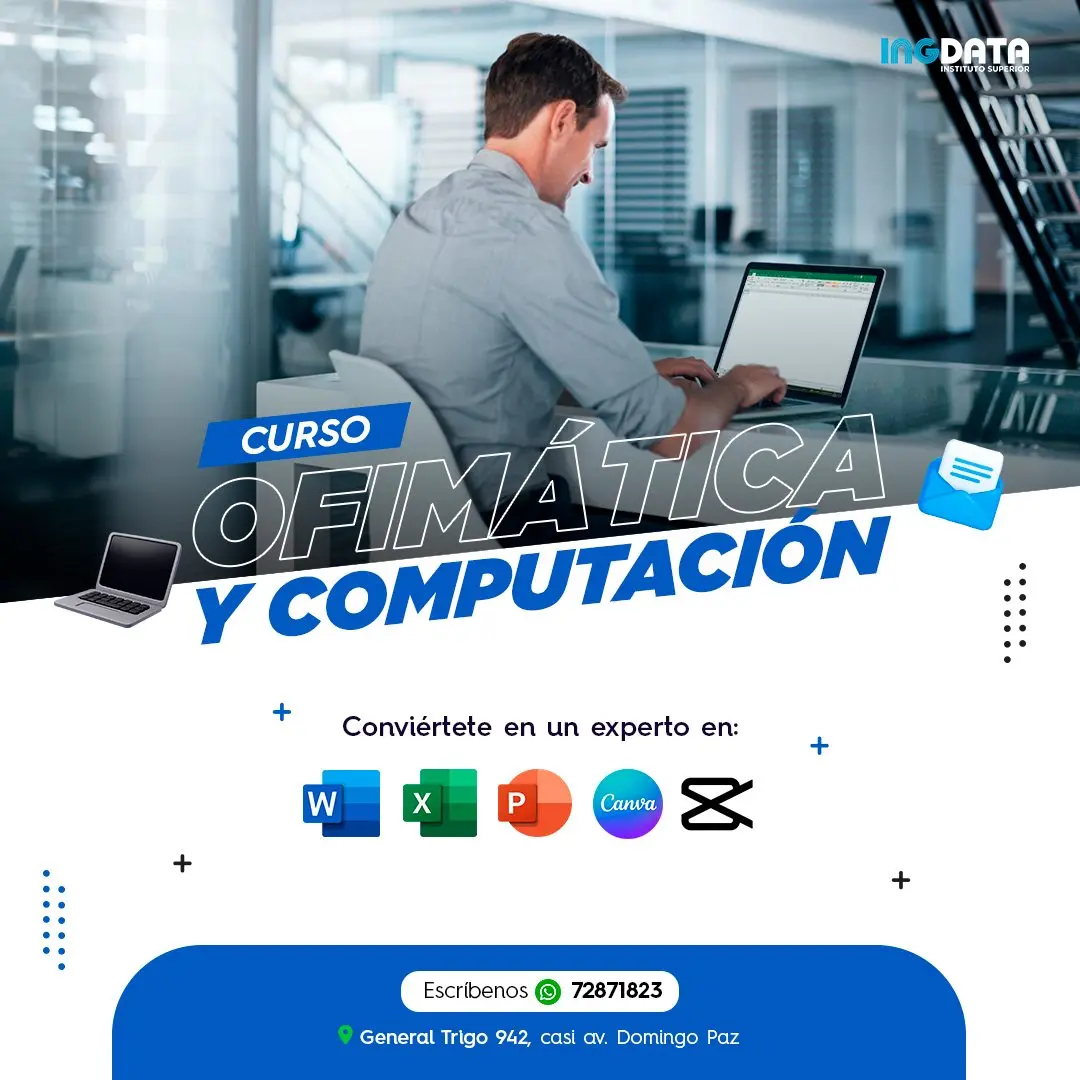 INGDATA
INSTITUTO SUPERIOR
CURSO
OFIMÁTICA
Y COMPUTACIÓN
Conviértete en un experto en:
W X P Canva
Escríbenos 72871823
General Trigo 942, casi av. Domingo Paz